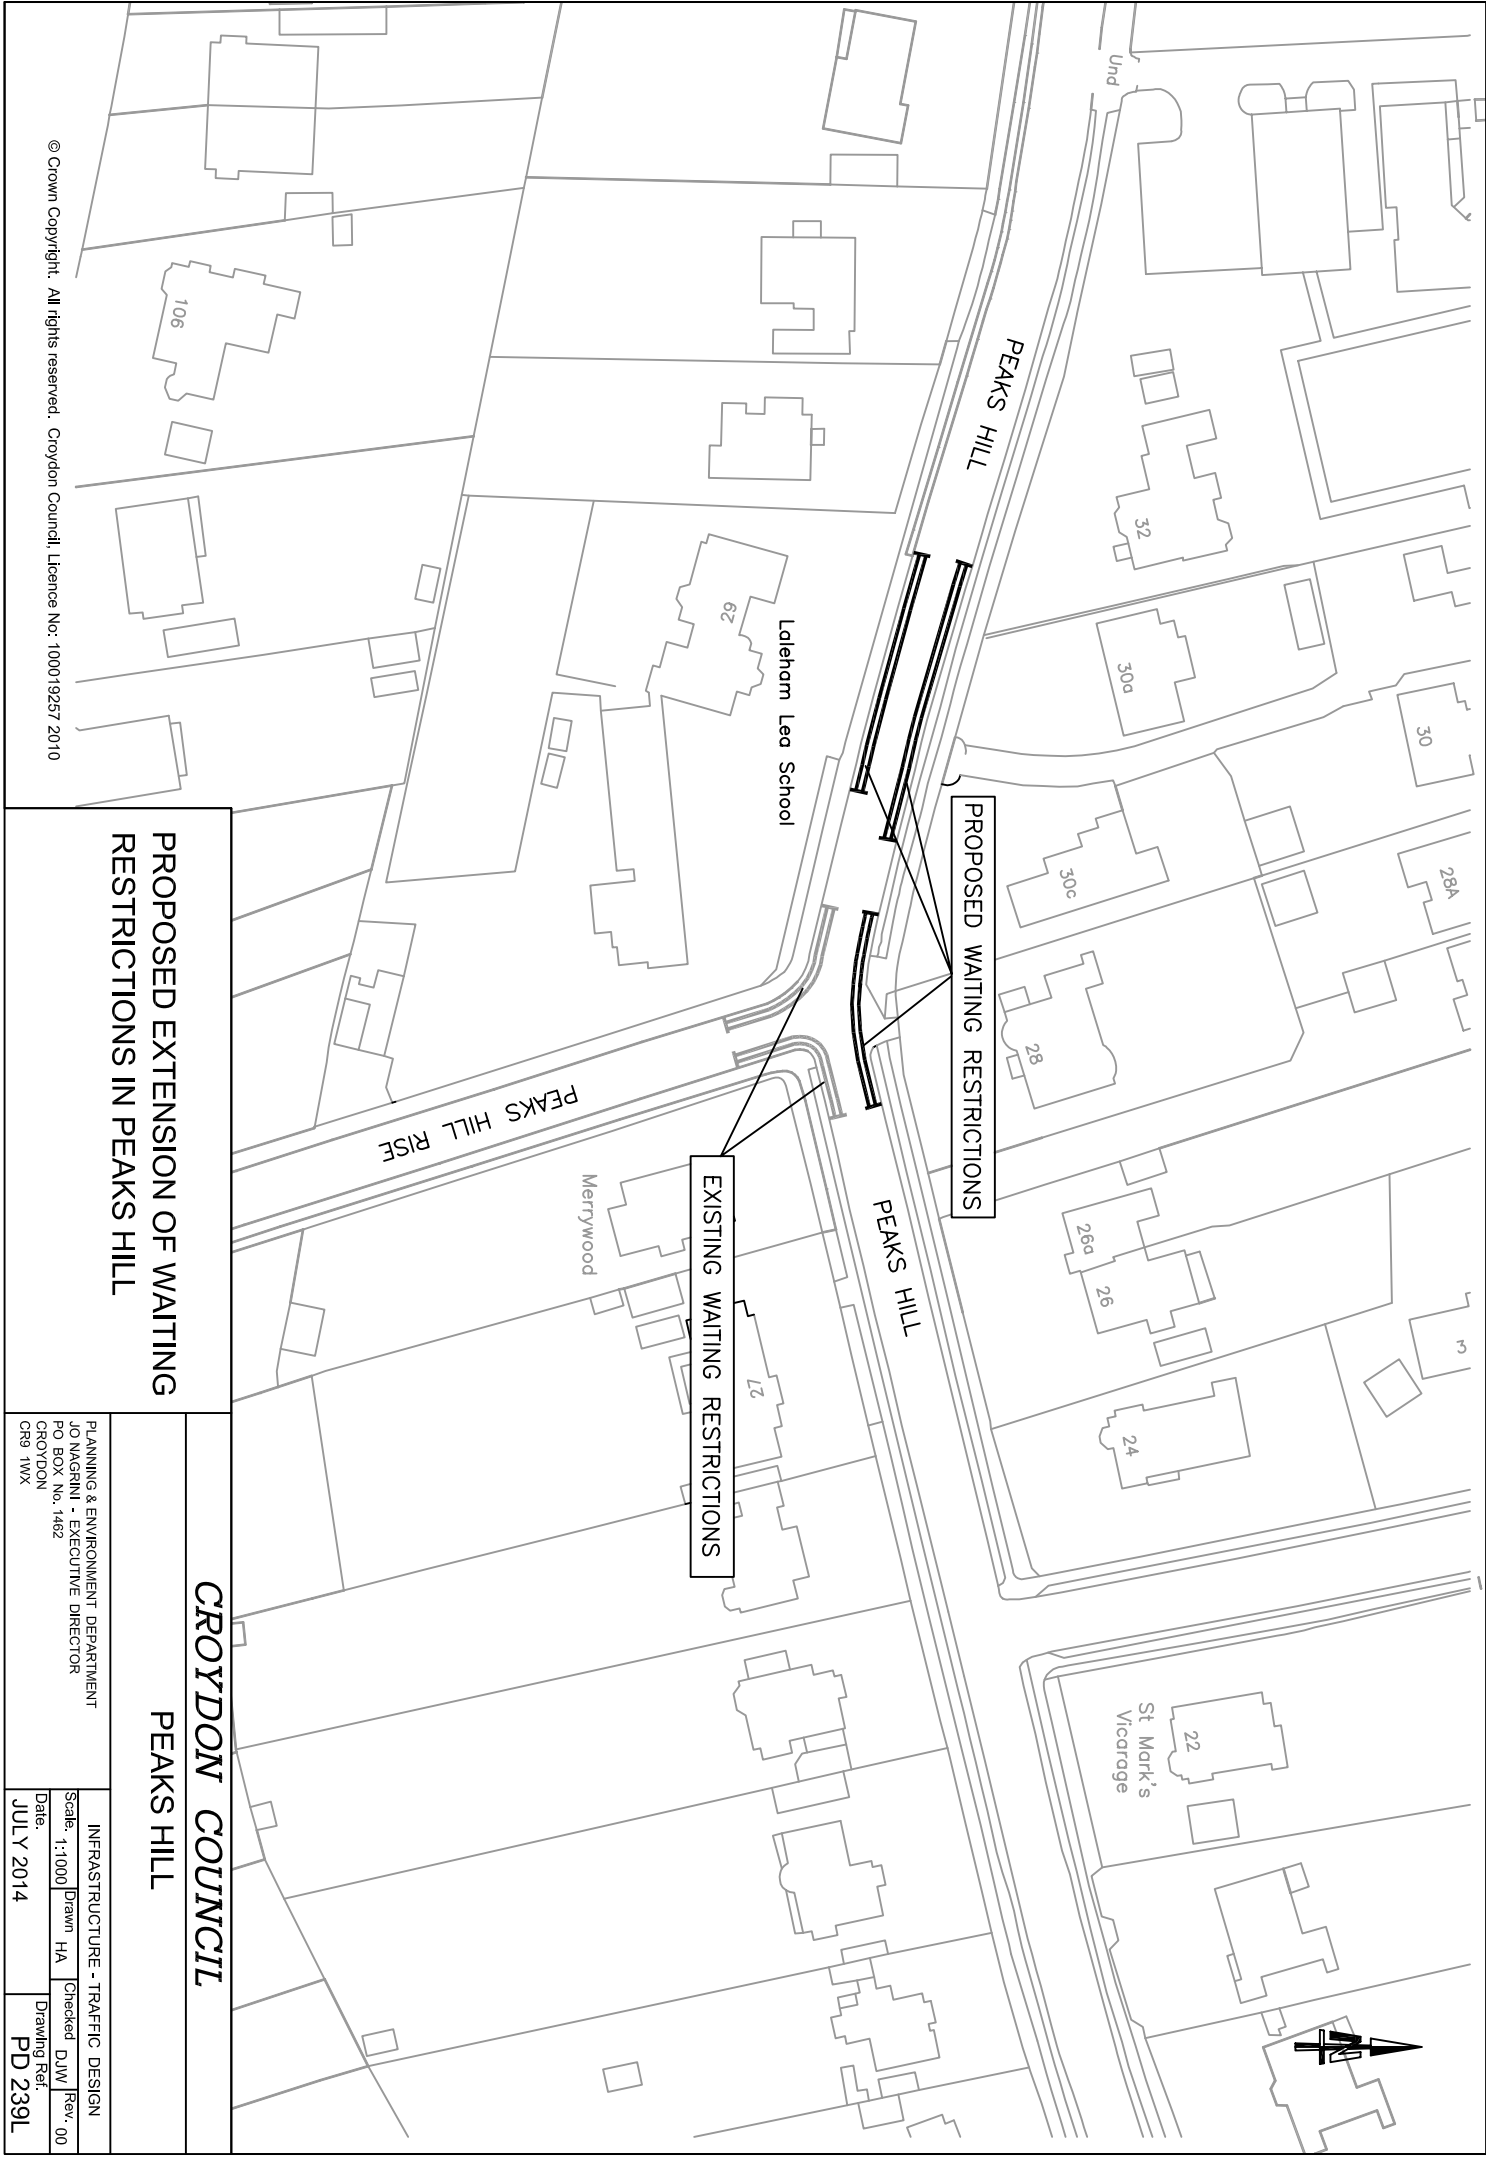 Und
PEAKS HILL
32
30a
30
30c
28A
28
26a
26
24
3
22
St Mark's
Vicarage
PROPOSED WAITING RESTRICTIONS
Laleham Lea School
29
106
PEAKS HILL
PEAKS HILL RISE
EXISTING WAITING RESTRICTIONS
Merrywood
27
N
© Crown Copyright. All rights reserved. Croydon Council, Licence No: 100019257 2010
PROPOSED EXTENSION OF WAITING
RESTRICTIONS IN PEAKS HILL
CROYDON COUNCIL
PEAKS HILL
PLANNING & ENVIRONMENT DEPARTMENT
JO NAGRINI - EXECUTIVE DIRECTOR
PO BOX No. 1462
CROYDON
CR9 1WX
INFRASTRUCTURE - TRAFFIC DESIGN
Scale. 1:1000 Drawn HA Checked DJW Rev. 00
Date. JULY 2014
Drawing Ref. PD 239L